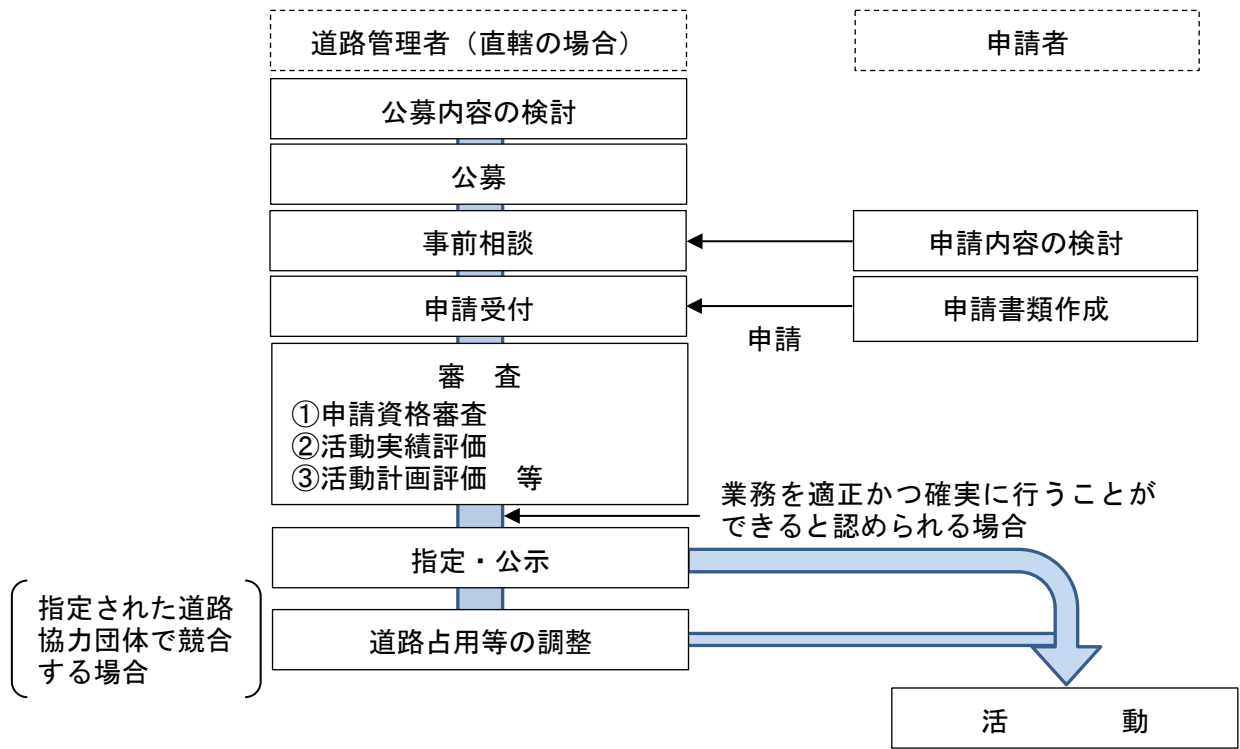 道路管理者（直轄の場合）
申請者
公募内容の検討
公募
事前相談
申請内容の検討
申請受付
申請書類作成
申請
審　査
①申請資格審査
②活動実績評価
③活動計画評価　等
業務を適正かつ確実に行うことが
できると認められる場合
指定・公示
指定された道路
協力団体で競合
する場合
道路占用等の調整
活　　　動